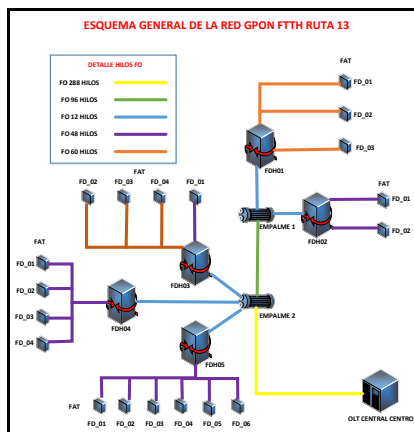 ESQUEMA GENERAL DE LA RED GPON FTTH RUTA 13
DETALLE HILOS FO
FO 288 HILOS
FO 96 HILOS
FO 12 HILOS
FO 48 HILOS
FO 60 HILOS
FAT
FD_01
FD_02
FD_03
FDH01
EMPALME 1
FAT
FD_01
FD_02
FDH02
FAT
FD_02
FD_03
FD_04
FD_01
FDH03
FAT
FD_01
FD_02
FD_03
FD_04
FDH04
EMPALME 2
FDH05
FAT
FD_01
FD_02
FD_03
FD_04
FD_05
FD_06
OLT CENTRAL CENTRO